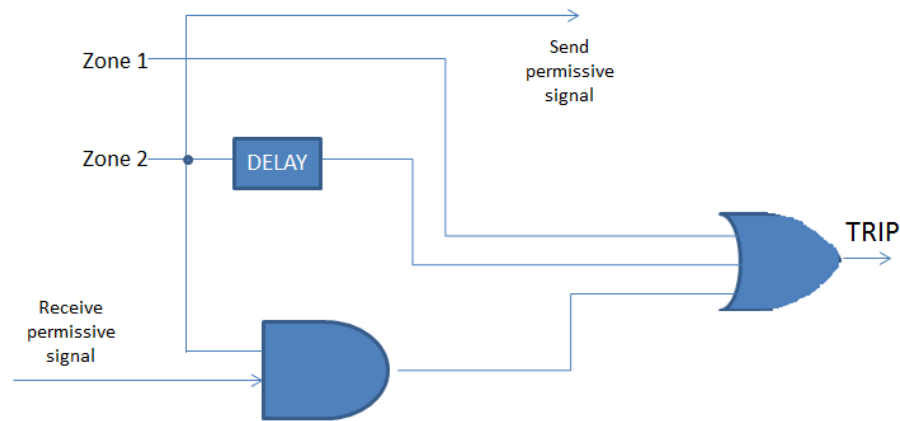 Send
permissive
signal
Zone 1
Zone 2
DELAY
TRIP
Receive
permissive
signal